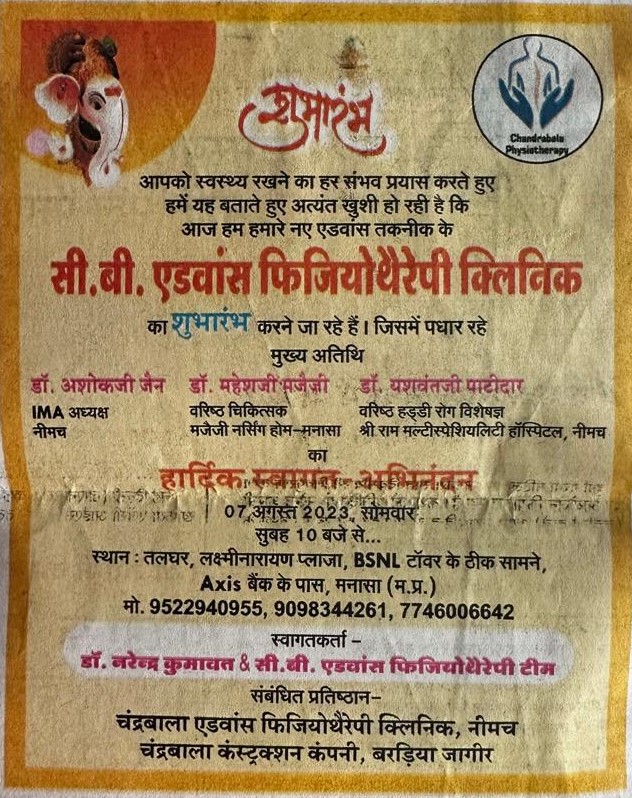 शुभारंभ
Chandrabala
Physiotherapy
आपको स्वस्थ्य रखने का हर संभव प्रयास करते हुए
हमें यह बताते हुए अत्यंत खुशी हो रही है कि
आज हम हमारे नए एडवांस तकनीक के
सी.बी. एडवांस फिजियोथैरेपी क्लिनिक
का शुभारंभ करने जा रहे हैं। जिसमें पधार रहे
मुख्य अतिथि
डॉ. अशोकजी जैन डॉ. महेशजी मजैजी डॉ. यशवंतजी पाटीदार
IMA अध्यक्ष वरिष्ठ चिकित्सक वरिष्ठ हड्डी रोग विशेषज्ञ
नीमच मजैजी नर्सिंग होम-मनासा श्री राम मल्टीस्पेशियलिटी हॉस्पिटल, नीमच
का
हार्दिक स्वागत, अभिनंदन
07 अगस्त 2023, सोमवार
सुबह 10 बजे से...
स्थान : तलघर, लक्ष्मीनारायण प्लाजा, BSNL टॉवर के ठीक सामने,
Axis बैंक के पास, मनासा (म.प्र.)
मो. 9522940955, 9098344261, 7746006642
स्वागतकर्ता –
डॉ. नरेन्द्र कुमावत & सी.बी. एडवांस फिजियोथैरेपी टीम
संबंधित प्रतिष्ठान–
चंद्रबाला एडवांस फिजियोथैरेपी क्लिनिक, नीमच
चंद्रबाला कंस्ट्रक्शन कंपनी, बरड़िया जागीर